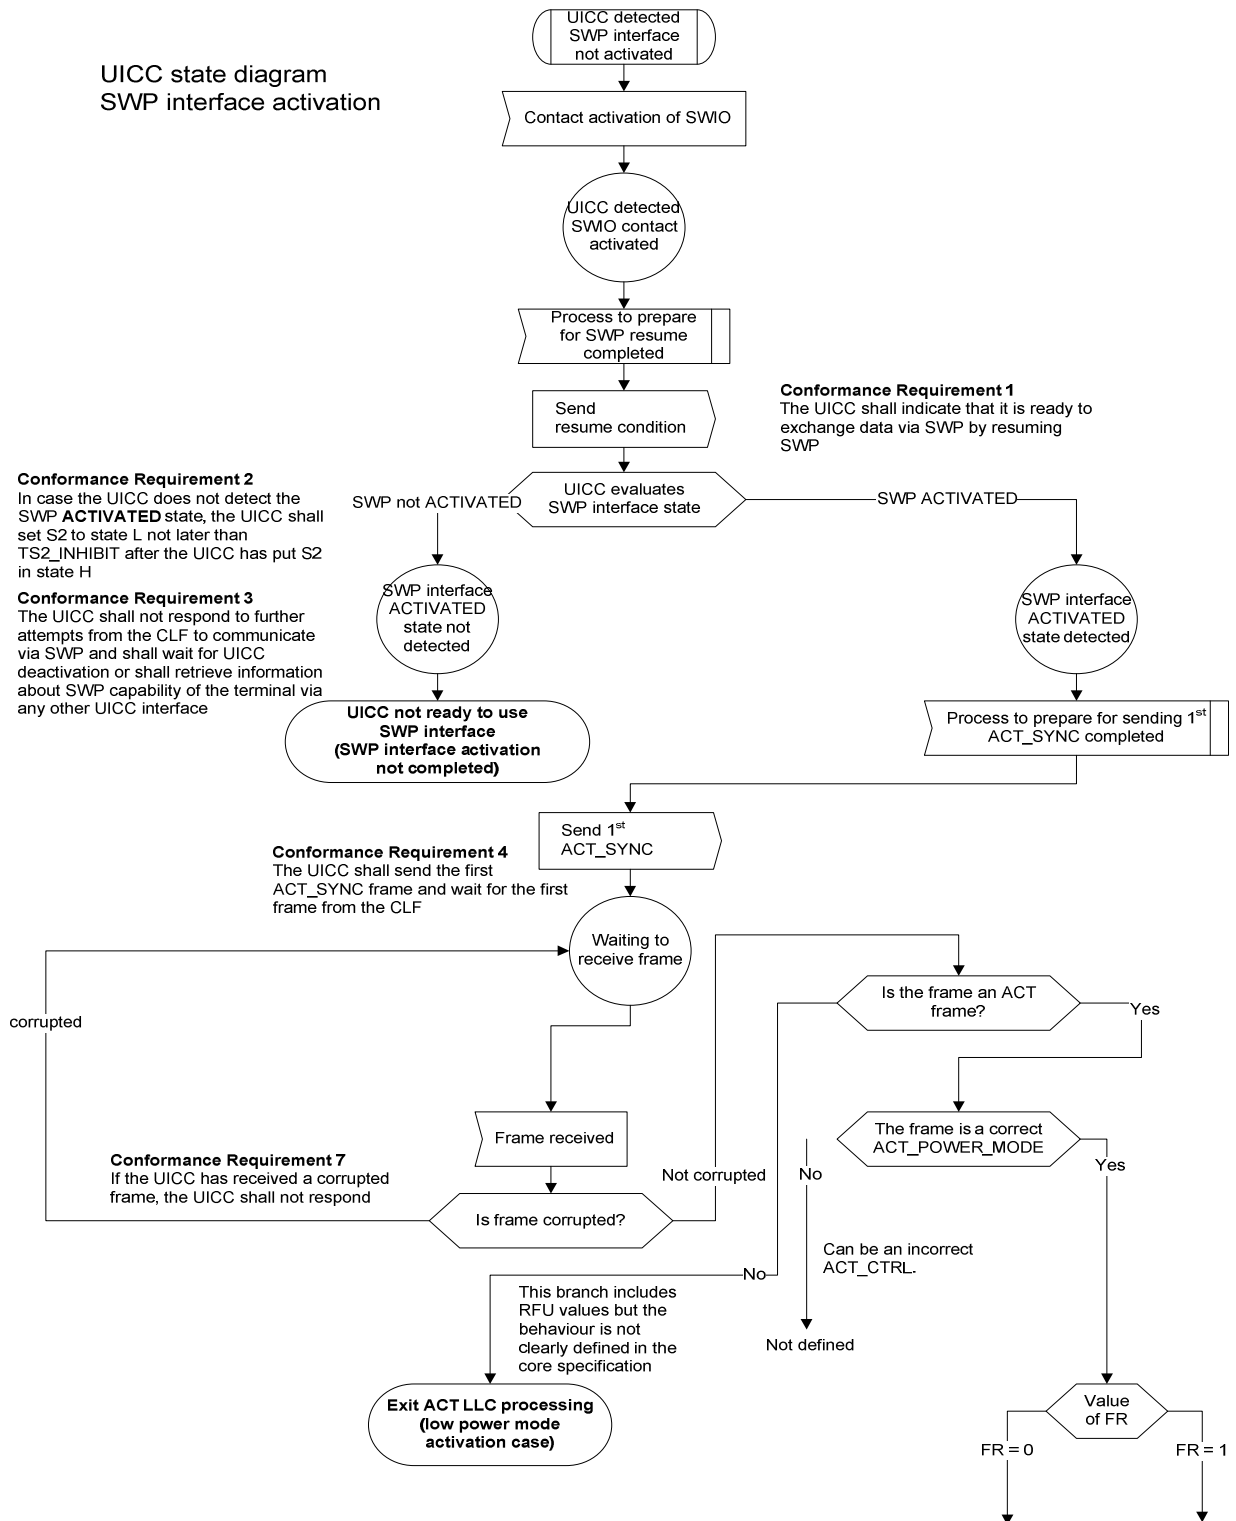 UICC detected
SWP interface
not activated
UICC state diagram
SWP interface activation
Contact activation of SWIO
UICC detected
SWIO contact
activated
Process to prepare
for SWP resume
completed
Conformance Requirement 1
The UICC shall indicate that it is ready to
exchange data via SWP by resuming
SWP
Send
resume condition
Conformance Requirement 2
In case the UICC does not detect the
SWP ACTIVATED state, the UICC shall
set S2 to state L not later than
TS2_INHIBIT after the UICC has put S2
in state H
SWP not ACTIVATED
UICC evaluates
SWP interface state
SWP ACTIVATED
Conformance Requirement 3
The UICC shall not respond to further
attempts from the CLF to communicate
via SWP and shall wait for UICC
deactivation or shall retrieve information
about SWP capability of the terminal via
any other UICC interface
SWP interface
ACTIVATED
state not
detected
SWP interface
ACTIVATED
state detected
UICC not ready to use
SWP interface
(SWP interface activation
not completed)
Process to prepare for sending 1st
ACT_SYNC completed
Send 1st
ACT_SYNC
Conformance Requirement 4
The UICC shall send the first
ACT_SYNC frame and wait for the first
frame from the CLF
Waiting to
receive frame
Is the frame an ACT
frame?
Yes
corrupted
The frame is a correct
ACT_POWER_MODE
Frame received
Conformance Requirement 7
If the UICC has received a corrupted
frame, the UICC shall not respond
Not corrupted
No
Yes
Is frame corrupted?
Can be an incorrect
ACT_CTRL.
No
This branch includes
RFU values but the
behaviour is not
clearly defined in the
core specification
Not defined
Exit ACT LLC processing
(low power mode
activation case)
Value
of FR
FR = 0
FR = 1